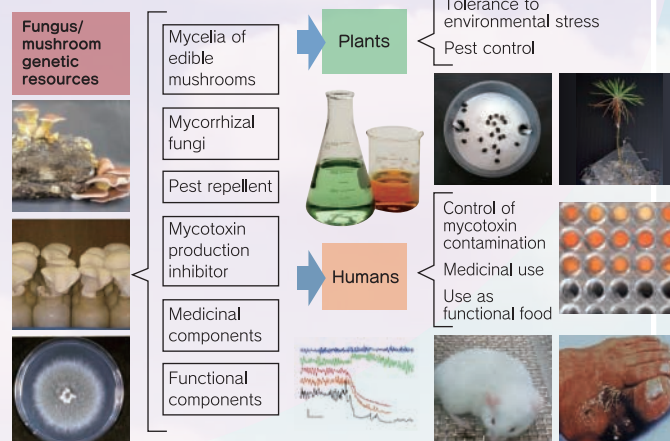 Fungus/
mushroom
genetic
resources
Mycelia of
edible
mushrooms
Mycorrhizal
fungi
Pest repellent
Mycotoxin
production
inhibitor
Medicinal
components
Functional
components
Plants
Tolerance to
environmental stress
Pest control
Humans
Control of
mycotoxin
contamination
Medicinal use
Use as
functional food